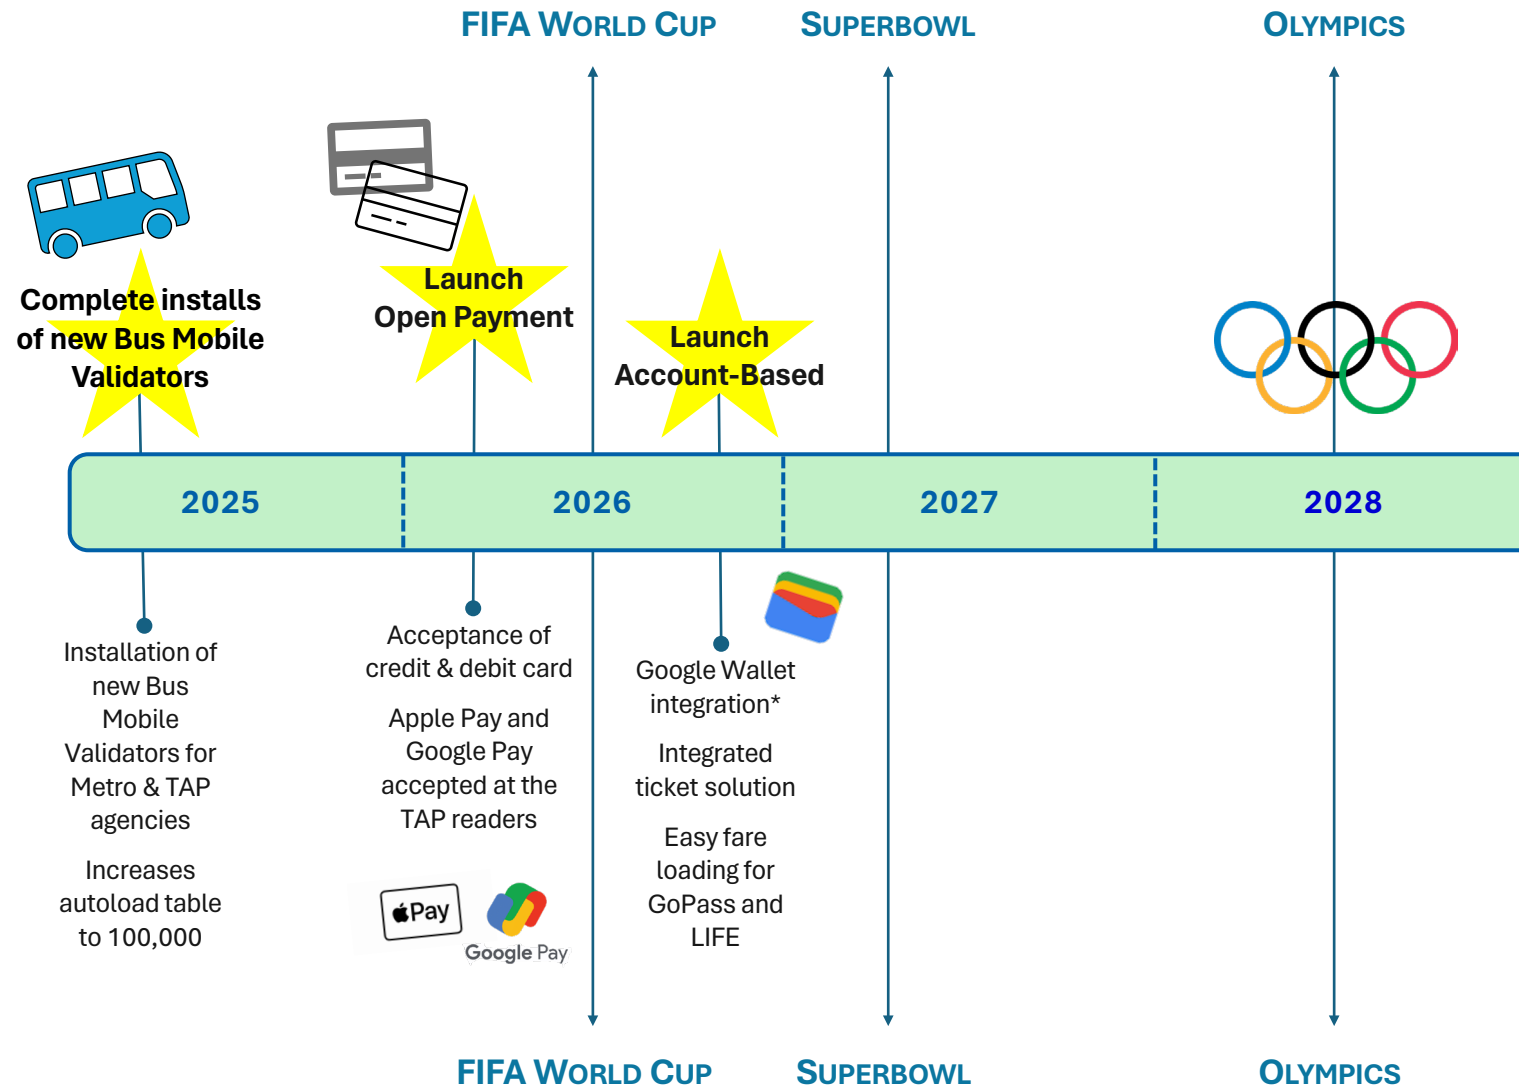 FIFA WORLD CUP
SUPERBOWL
OLYMPICS
Complete installs
of new Bus Mobile
Validators
Launch
Open Payment
Launch
Account-Based
2025
2026
2027
2028
Installation of
new Bus
Mobile
Validators for
Metro & TAP
agencies
Increases
autoload table
to 100,000
Acceptance of
credit & debit card
Apple Pay and
Google Pay
accepted at the
TAP readers
Pay
Google Pay
Google Wallet
integration*
Integrated
ticket solution
Easy fare
loading for
GoPass and
LIFE
FIFA WORLD CUP
SUPERBOWL
OLYMPICS